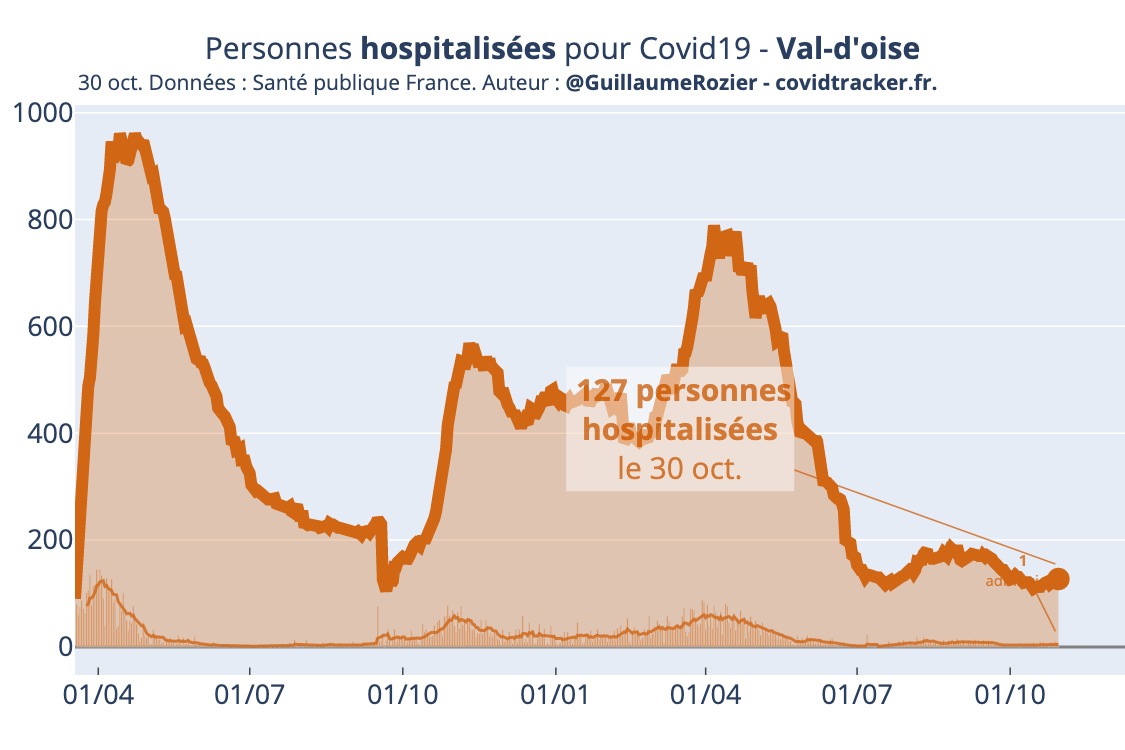 Personnes hospitalisées pour Covid19 - Val-d'oise
30 oct. Données : Santé publique France. Auteur : @GuillaumeRozier - covidtracker.fr.
1000
800
600
400
200
0
127 personnes
hospitalisées
le 30 oct.
1
01/04 01/07 01/10 01/01 01/04 01/07 01/10